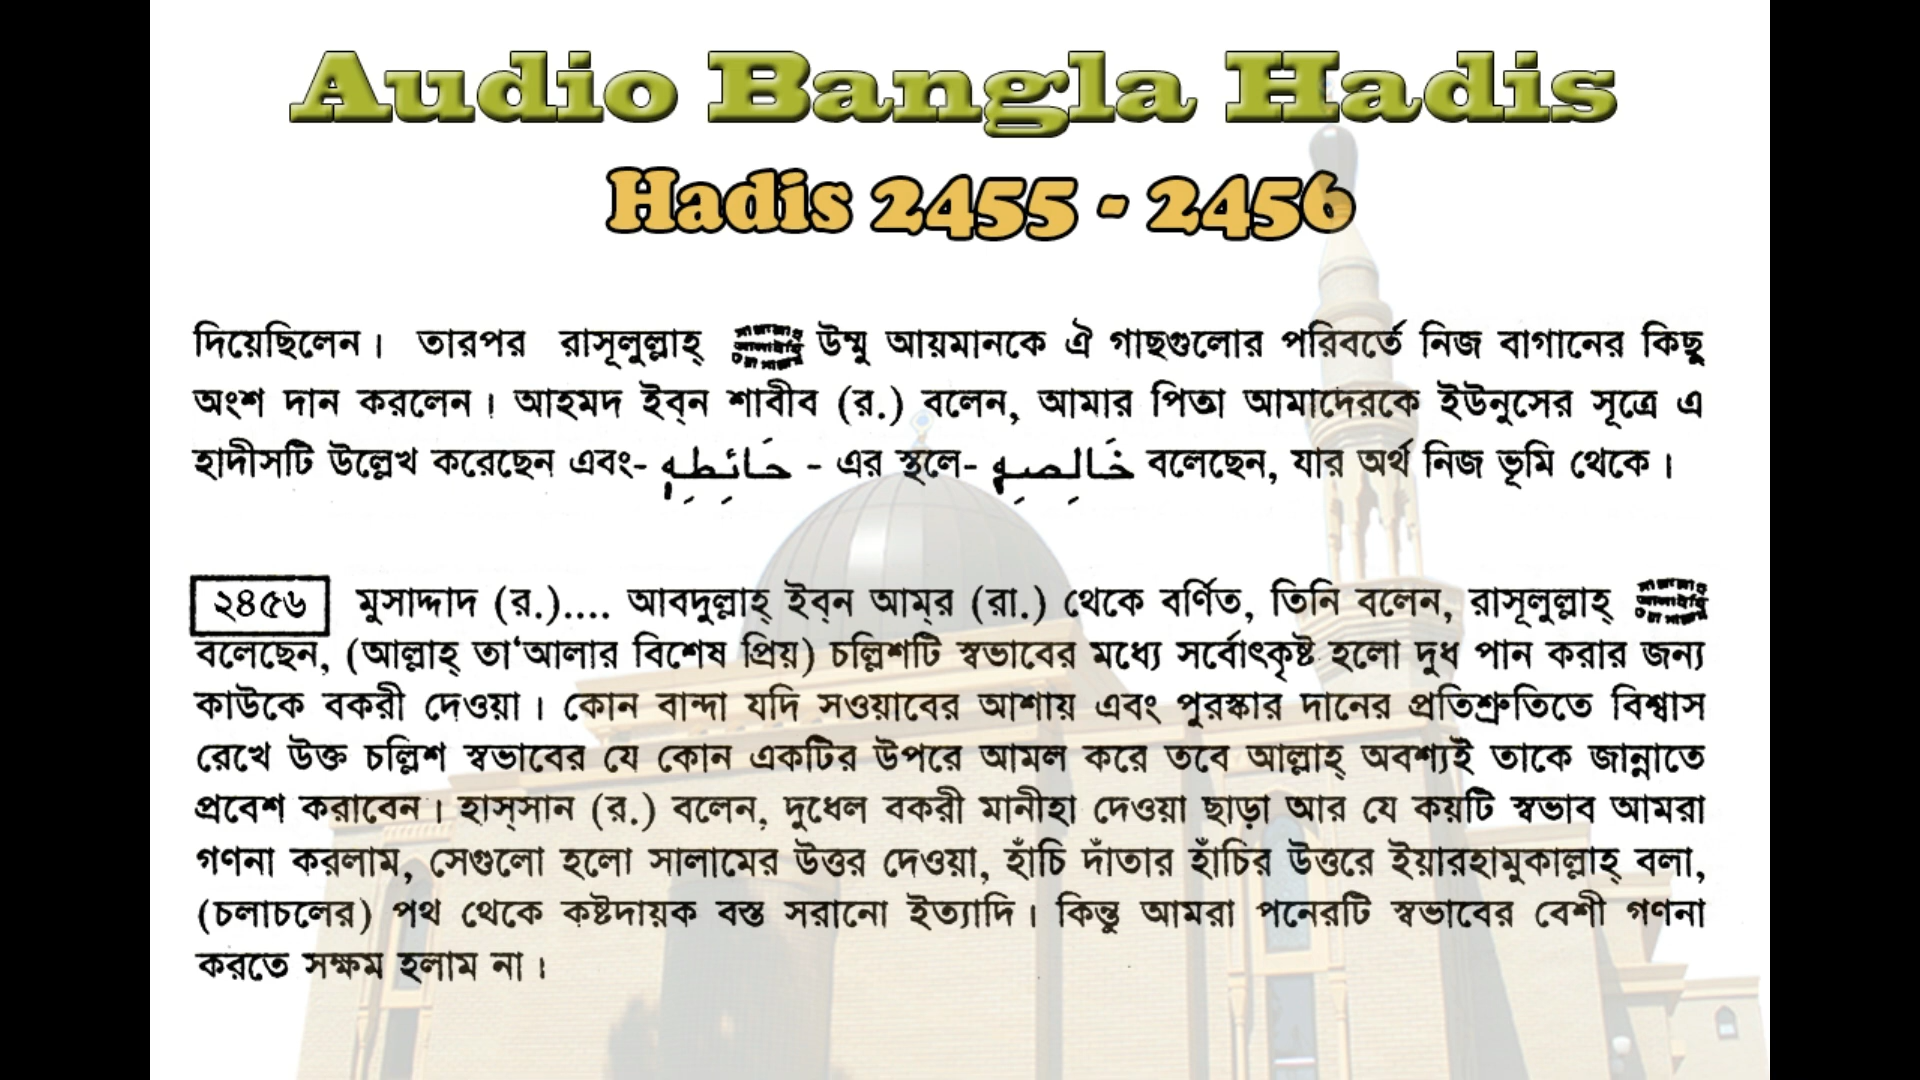 Audio Bangla Hadis
Hadis 2455 - 2456
দিয়েছিলেন। তারপর রাসূলুল্লাহ্ উম্মু আয়মানকে ঐ গাছগুলোর পরিবর্তে নিজ বাগানের কিছু
অংশ দান করলেন। আহমদ ইব্ন শাবীব (র.) বলেন, আমার পিতা আমাদেরকে ইউনুসের সূত্রে এ
হাদীসটি উল্লেখ করেছেন এবং- حَائِطِهِ - এর স্থলে- خَالِصِهِ বলেছেন, যার অর্থ নিজ ভূমি থেকে।
২৪৫৬ মুসাদ্দাদ (র.).... আবদুল্লাহ্ ইব্ন আম্‌র (রা.) থেকে বর্ণিত, তিনি বলেন, রাসূলুল্লাহ্
বলেছেন, (আল্লাহ্ তা‘আলার বিশেষ প্রিয়) চল্লিশটি স্বভাবের মধ্যে সর্বোৎকৃষ্ট হলো দুধ পান করার জন্য
কাউকে বকরী দেওয়া। কোন বান্দা যদি সওয়াবের আশায় এবং পুরস্কার দানের প্রতিশ্রুতিতে বিশ্বাস
রেখে উক্ত চল্লিশ স্বভাবের যে কোন একটির উপরে আমল করে তবে আল্লাহ্ অবশ্যই তাকে জান্নাতে
প্রবেশ করাবেন। হাস্‌সান (র.) বলেন, দুধেল বকরী মানীহা দেওয়া ছাড়া আর যে কয়টি স্বভাব আমরা
গণনা করলাম, সেগুলো হলো সালামের উত্তর দেওয়া, হাঁচি দাঁতার হাঁচির উত্তরে ইয়ারহামুকাল্লাহ্ বলা,
(চলাচলের) পথ থেকে কষ্টদায়ক বস্তু সরানো ইত্যাদি। কিন্তু আমরা পনেরটি স্বভাবের বেশী গণনা
করতে সক্ষম হলাম না।